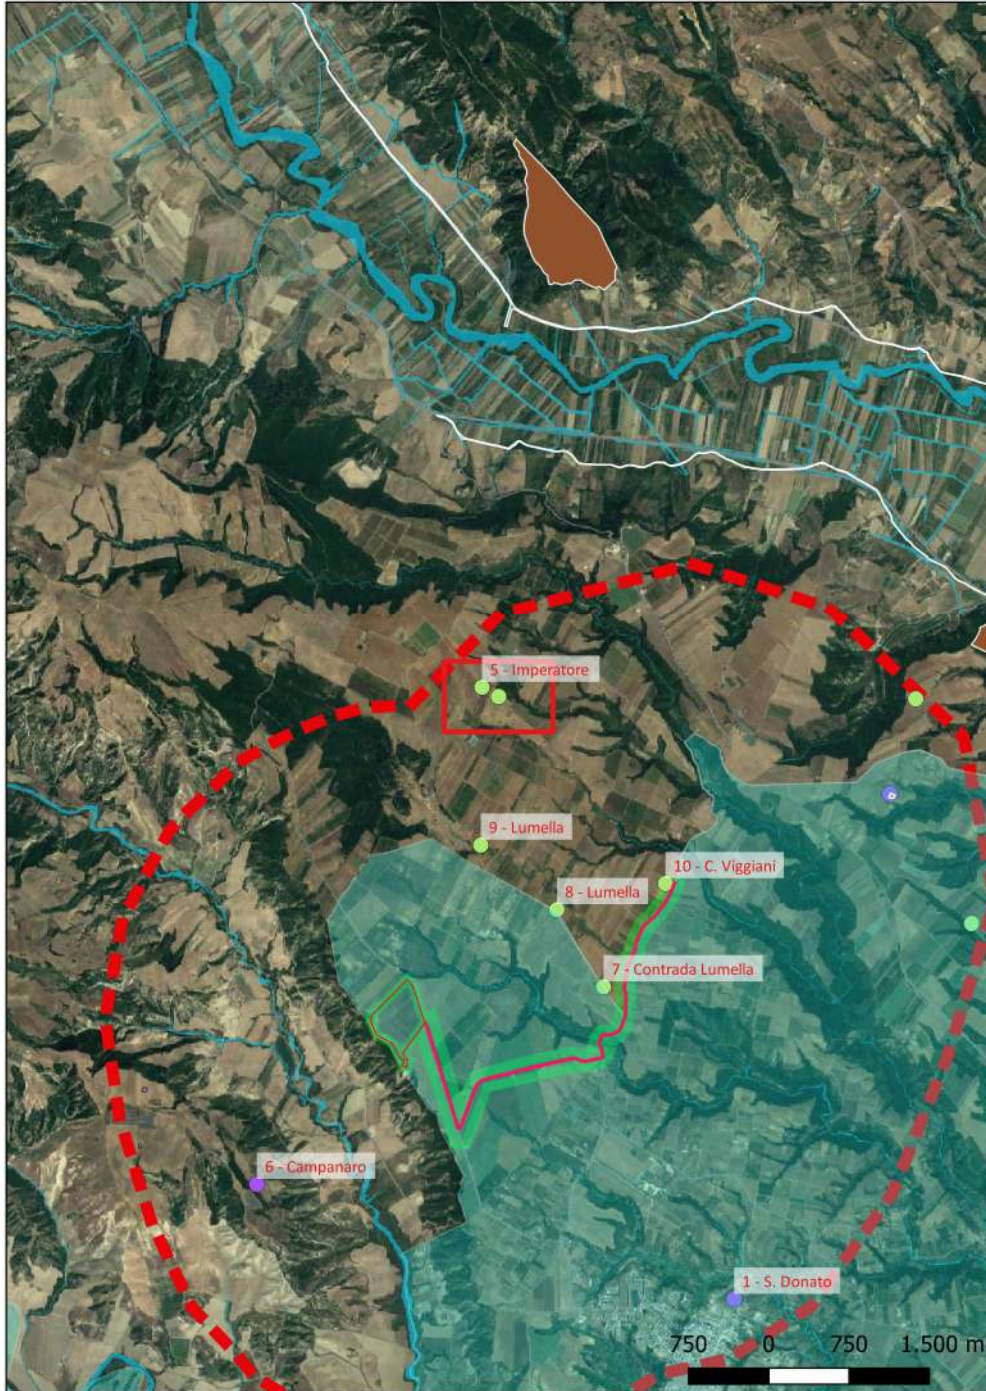 5 - Imperatore
9 - Lumella
10 - C. Viggiani
8 - Lumella
7 - Contrada Lumella
6 - Campanaro
1 - S. Donato
750 0 750 1.500 m